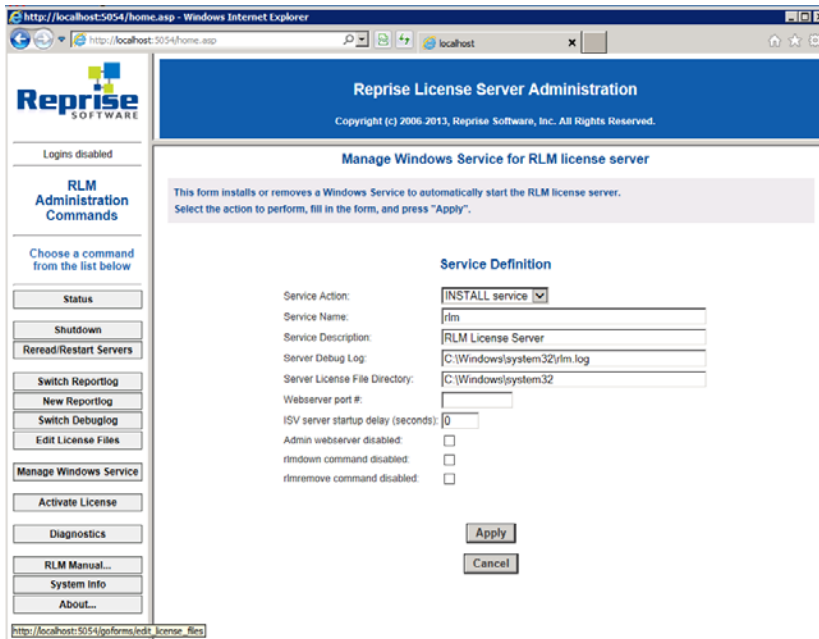 http://localhost:5054/home.asp - Windows Internet Explorer
http://localhost:5054/home.asp
localhost
Reprise
SOFTWARE
Reprise License Server Administration
Copyright (c) 2006-2013, Reprise Software, Inc. All Rights Reserved.
Logins disabled
RLM
Administration
Commands
Choose a command
from the list below
Status
Shutdown
Reread/Restart Servers
Switch Reportlog
New Reportlog
Switch Debuglog
Edit License Files
Manage Windows Service
Activate License
Diagnostics
RLM Manual...
System Info
About...
Manage Windows Service for RLM license server
This form installs or removes a Windows Service to automatically start the RLM license server.
Select the action to perform, fill in the form, and press "Apply".
Service Definition
Service Action: INSTALL service
Service Name: rlm
Service Description: RLM License Server
Server Debug Log: C:\Windows\system32\rlm.log
Server License File Directory: C:\Windows\system32
Webserver port #:
ISV server startup delay (seconds): 0
Admin webserver disabled:
rlmdown command disabled:
rlmremove command disabled:
Apply
Cancel
http://localhost:5054/goforms/edit_license_files